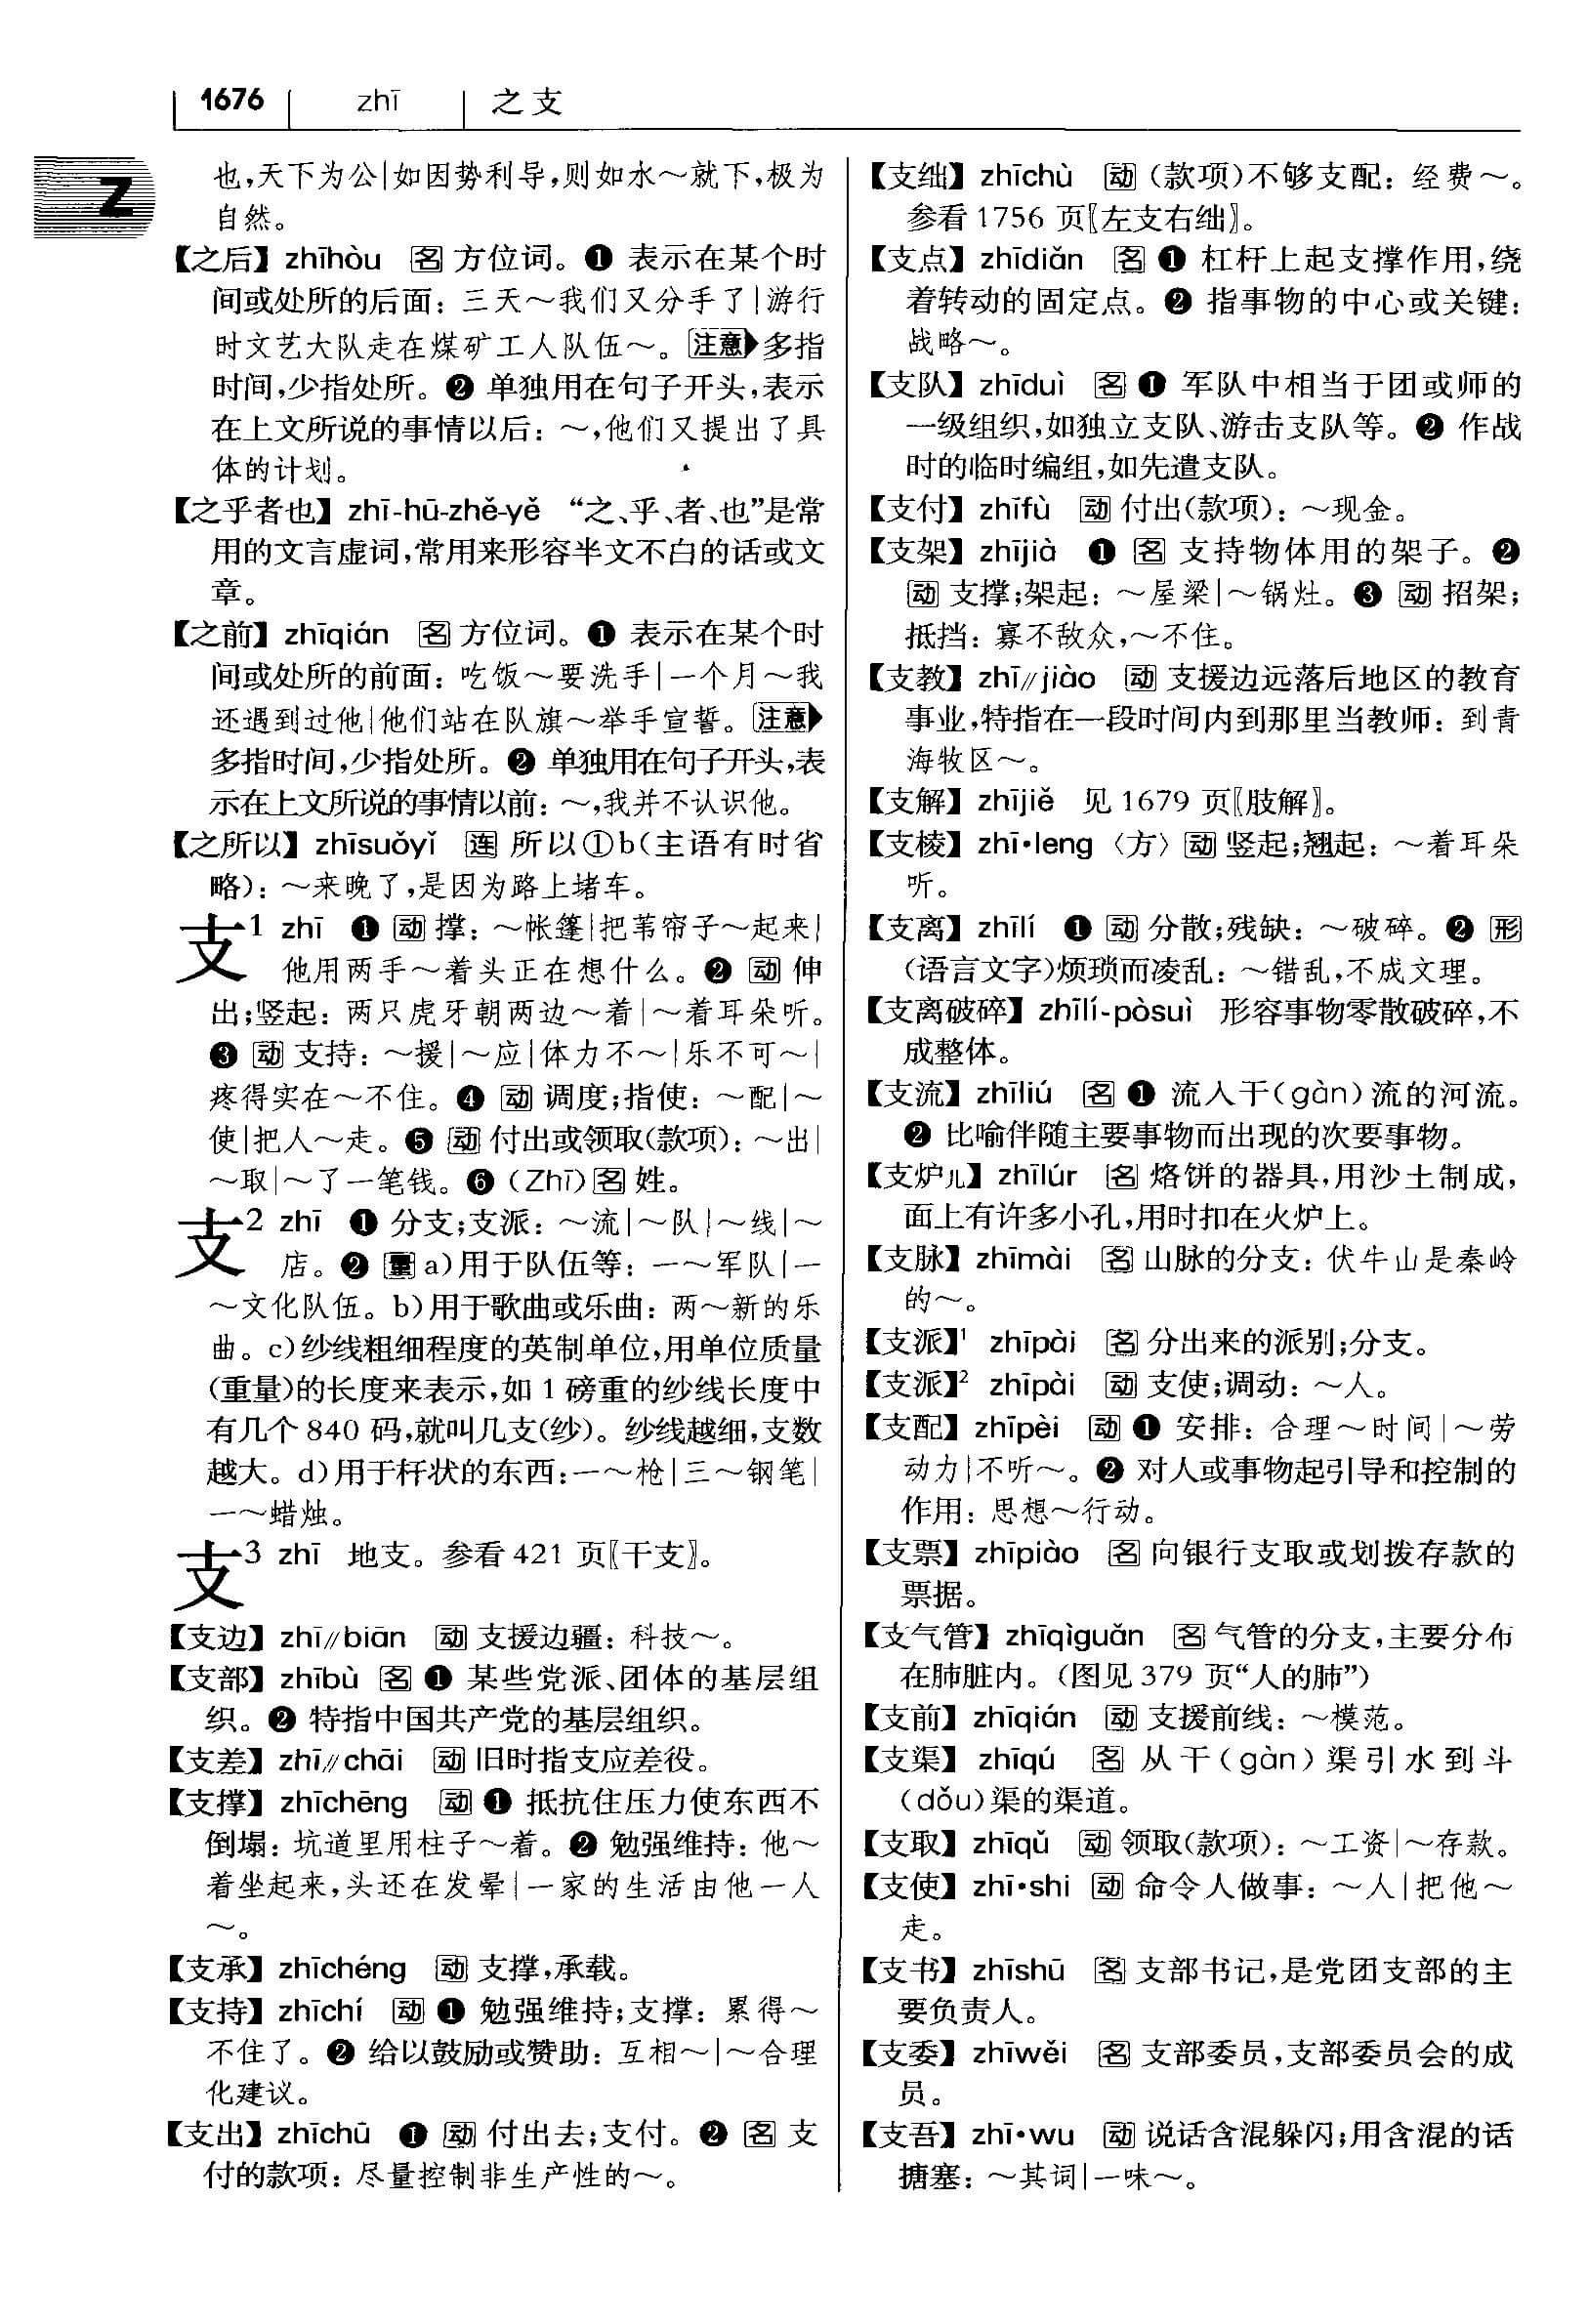 1676 zhī 之支
Z
也,天下为公|如因势利导,则如水～就下,极为
自然。
【之后】zhīhòu 名 方位词。❶ 表示在某个时
间或处所的后面：三天～我们又分手了|游行
时文艺大队走在煤矿工人队伍～。注意 多指
时间,少指处所。❷ 单独用在句子开头,表示
在上文所说的事情以后：～,他们又提出了具
体的计划。
【之乎者也】zhī-hū-zhě-yě “之、乎、者、也”是常
用的文言虚词,常用来形容半文不白的话或文
章。
【之前】zhīqián 名 方位词。❶ 表示在某个时
间或处所的前面：吃饭～要洗手|一个月～我
还遇到过他|他们站在队旗～举手宣誓。注意
多指时间,少指处所。❷ 单独用在句子开头,表
示在上文所说的事情以前：～,我并不认识他。
【之所以】zhīsuǒyǐ 连 所以①b(主语有时省
略)：～来晚了,是因为路上堵车。
支1 zhī ❶ 动 撑：～帐篷|把苇帘子～起来|
他用两手～着头正在想什么。❷ 动 伸
出;竖起：两只虎牙朝两边～着|～着耳朵听。
❸ 动 支持：～援|～应|体力不～|乐不可～|
疼得实在～不住。❹ 动 调度;指使：～配|～
使|把人～走。❺ 动 付出或领取(款项)：～出|
～取|～了一笔钱。❻ (Zhī) 名 姓。
支2 zhī ❶ 分支;支派：～流|～队|～线|～
店。❷ 量 a)用于队伍等：一～军队|一
～文化队伍。b)用于歌曲或乐曲：两～新的乐
曲。c)纱线粗细程度的英制单位,用单位质量
(重量)的长度来表示,如 1 磅重的纱线长度中
有几个 840 码,就叫几支(纱)。纱线越细,支数
越大。d)用于杆状的东西：一～枪|三～钢笔|
一～蜡烛。
支3 zhī 地支。参看 421 页〖干支〗。
【支边】zhī//biān 动 支援边疆：科技～。
【支部】zhībù 名 ❶ 某些党派、团体的基层组
织。❷ 特指中国共产党的基层组织。
【支差】zhī//chāi 动 旧时指支应差役。
【支撑】zhīchēng 动 ❶ 抵抗住压力使东西不
倒塌：坑道里用柱子～着。❷ 勉强维持：他～
着坐起来,头还在发晕|一家的生活由他一人
～。
【支承】zhīchéng 动 支撑,承载。
【支持】zhīchí 动 ❶ 勉强维持;支撑：累得～
不住了。❷ 给以鼓励或赞助：互相～|～合理
化建议。
【支出】zhīchū ❶ 动 付出去;支付。❷ 名 支
付的款项：尽量控制非生产性的～。
【支绌】zhīchù 动 (款项)不够支配：经费～。
参看 1756 页〖左支右绌〗。
【支点】zhīdiǎn 名 ❶ 杠杆上起支撑作用,绕
着转动的固定点。❷ 指事物的中心或关键：
战略～。
【支队】zhīduì 名 ❶ 军队中相当于团或师的
一级组织,如独立支队、游击支队等。❷ 作战
时的临时编组,如先遣支队。
【支付】zhīfù 动 付出(款项)：～现金。
【支架】zhījià ❶ 名 支持物体用的架子。❷
动 支撑;架起：～屋梁|～锅灶。❸ 动 招架;
抵挡：寡不敌众,～不住。
【支教】zhī//jiào 动 支援边远落后地区的教育
事业,特指在一段时间内到那里当教师：到青
海牧区～。
【支解】zhījiě 见 1679 页〖肢解〗。
【支棱】zhī•leng 〈方〉动 竖起;翘起：～着耳朵
听。
【支离】zhīlí ❶ 动 分散;残缺：～破碎。❷ 形
(语言文字)烦琐而凌乱：～错乱,不成文理。
【支离破碎】zhīlí-pòsuì 形容事物零散破碎,不
成整体。
【支流】zhīliú 名 ❶ 流入干(gàn)流的河流。
❷ 比喻伴随主要事物而出现的次要事物。
【支炉儿】zhīlúr 名 烙饼的器具,用沙土制成,
面上有许多小孔,用时扣在火炉上。
【支脉】zhīmài 名 山脉的分支：伏牛山是秦岭
的～。
【支派】1 zhīpài 名 分出来的派别;分支。
【支派】2 zhīpài 动 支使;调动：～人。
【支配】zhīpèi 动 ❶ 安排：合理～时间|～劳
动力|不听～。❷ 对人或事物起引导和控制的
作用：思想～行动。
【支票】zhīpiào 名 向银行支取或划拨存款的
票据。
【支气管】zhīqìguǎn 名 气管的分支,主要分布
在肺脏内。(图见 379 页“人的肺”)
【支前】zhīqián 动 支援前线：～模范。
【支渠】zhīqú 名 从干(gàn)渠引水到斗
(dǒu)渠的渠道。
【支取】zhīqǔ 动 领取(款项)：～工资|～存款。
【支使】zhī•shi 动 命令人做事：～人|把他～
走。
【支书】zhīshū 名 支部书记,是党团支部的主
要负责人。
【支委】zhīwěi 名 支部委员,支部委员会的成
员。
【支吾】zhī•wu 动 说话含混躲闪;用含混的话
搪塞：～其词|一味～。